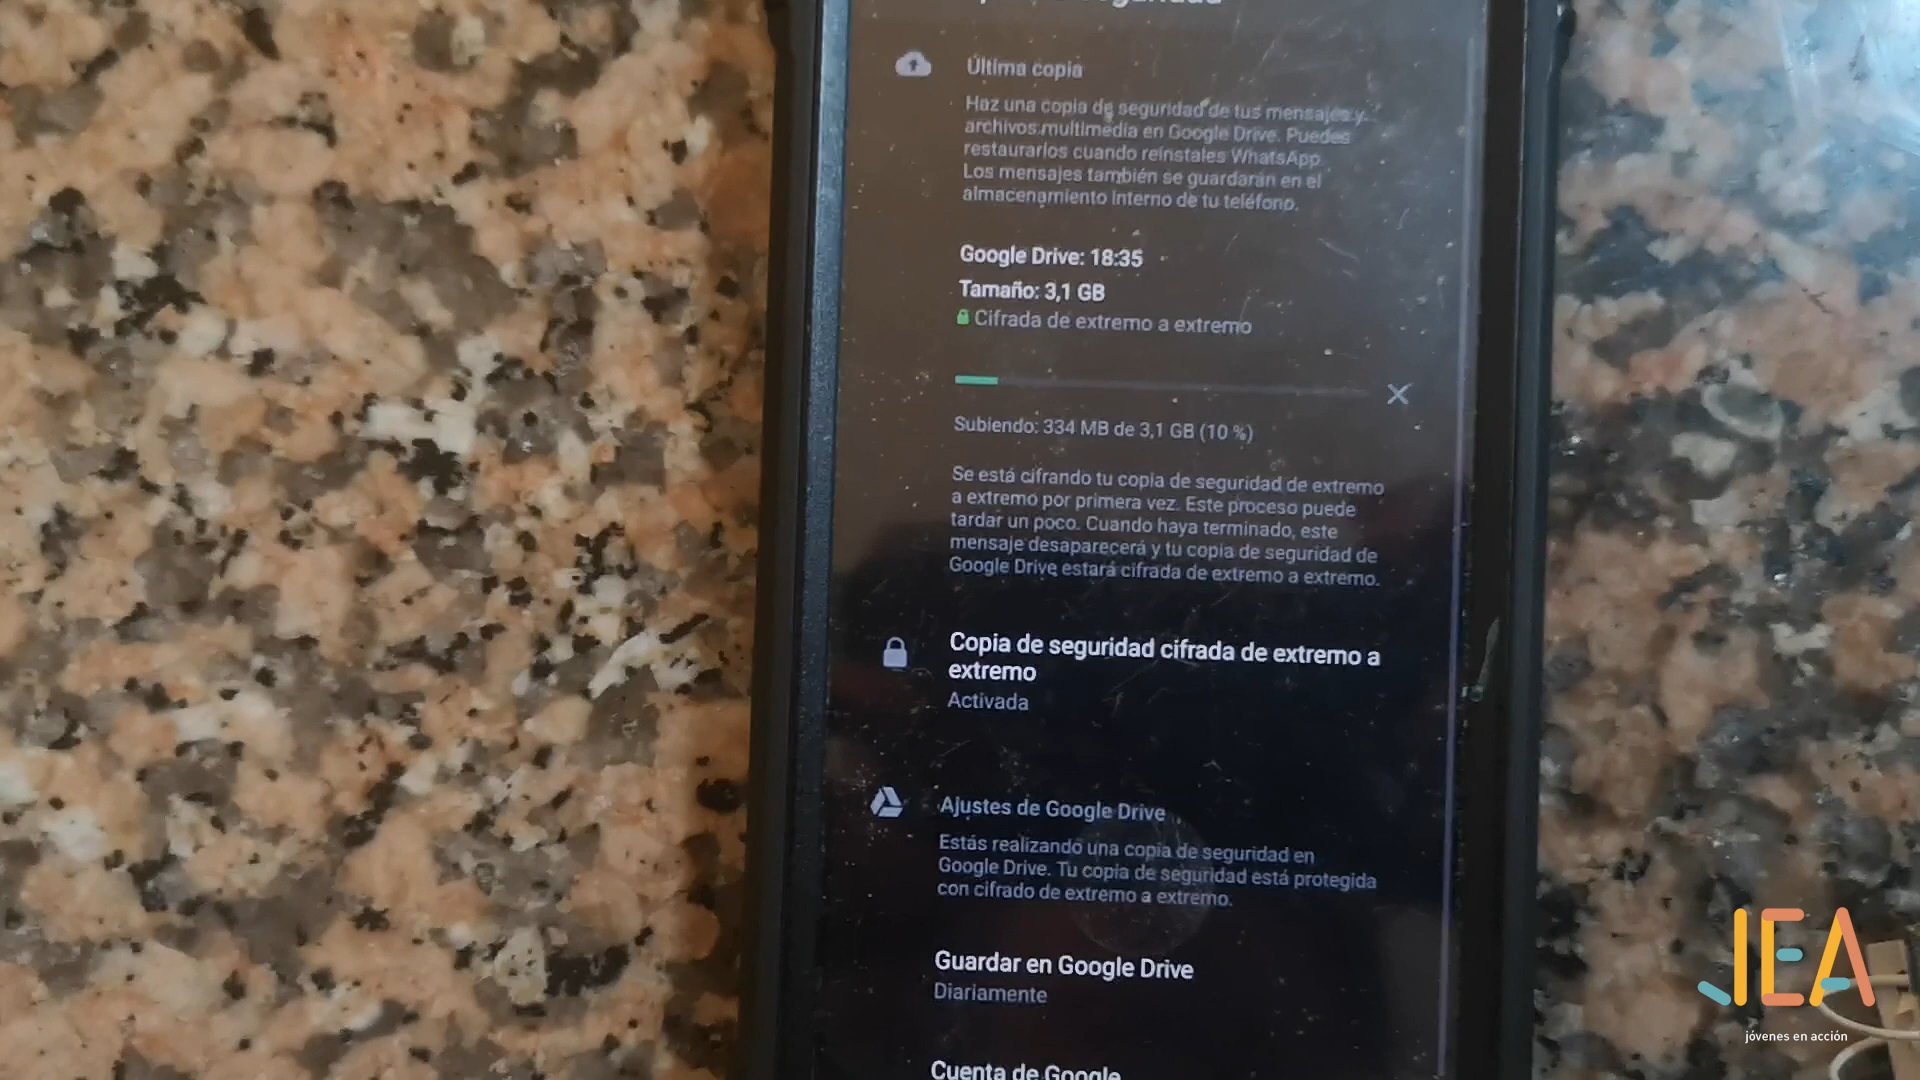 Última copia
Haz una copia de seguridad de tus mensajes y
archivos multimedia en Google Drive. Puedes
restaurarlos cuando reinstales WhatsApp.
Los mensajes también se guardarán en el
almacenamiento interno de tu teléfono.
Google Drive: 18:35
Tamaño: 3,1 GB
Cifrada de extremo a extremo
Subiendo: 334 MB de 3,1 GB (10 %)
Se está cifrando tu copia de seguridad de extremo
a extremo por primera vez. Este proceso puede
tardar un poco. Cuando haya terminado, este
mensaje desaparecerá y tu copia de seguridad de
Google Drive estará cifrada de extremo a extremo.
Copia de seguridad cifrada de extremo a
extremo
Activada
Ajustes de Google Drive
Estás realizando una copia de seguridad en
Google Drive. Tu copia de seguridad está protegida
con cifrado de extremo a extremo.
Guardar en Google Drive
Diariamente
Cuenta de Google
JEA
jóvenes en acción